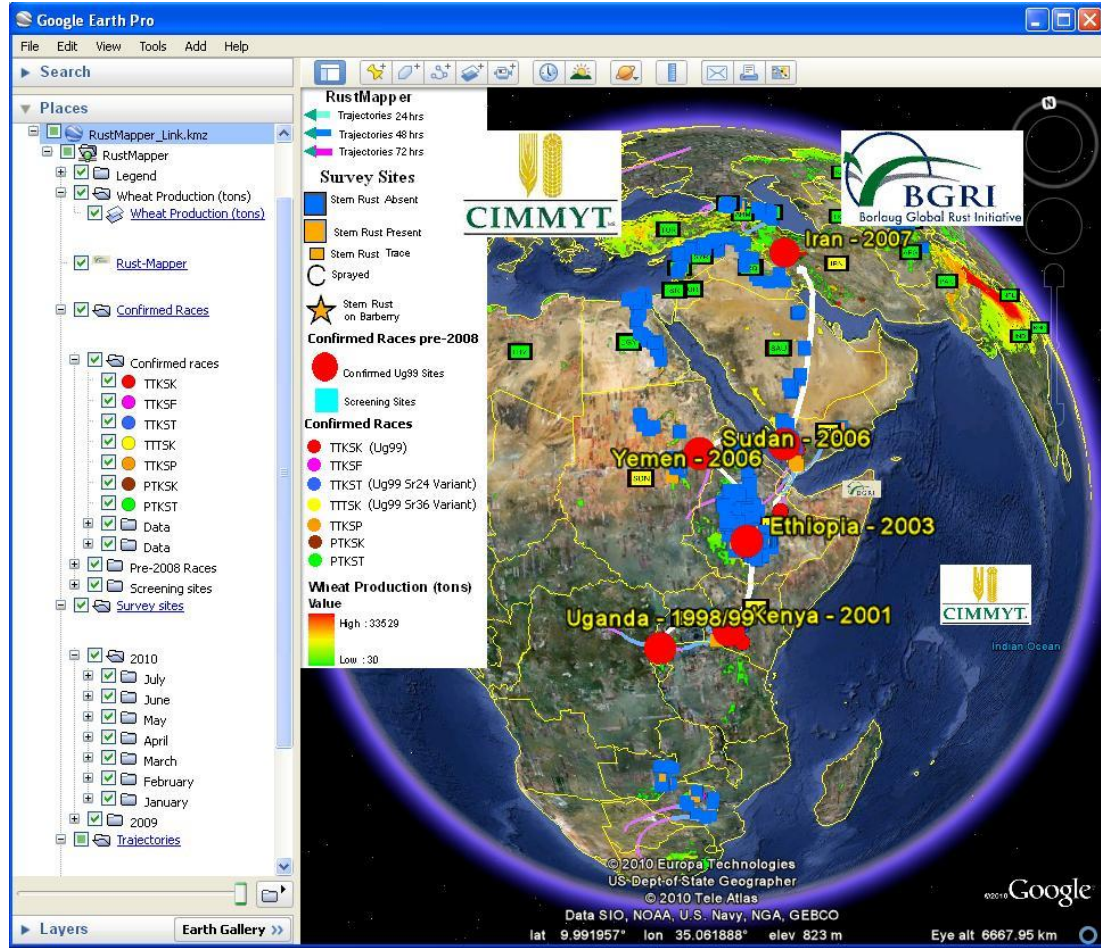 Google Earth Pro
File Edit View Tools Add Help
Search
Places
RustMapper_Link.kmz
RustMapper
Legend
Wheat Production (tons)
Wheat Production (tons)
Rust-Mapper
Confirmed Races
Confirmed races
TTKSK
TTKSF
TTKST
TTTSK
TTKSP
PTKSK
PTKST
Data
Data
Pre-2008 Races
Screening sites
Survey sites
2010
July
June
May
April
March
February
January
2009
Trajectories
Layers
Earth Gallery >>
RustMapper
Trajectories 24 hrs
Trajectories 48 hrs
Trajectories 72 hrs
Survey Sites
Stem Rust Absent
Stem Rust Present
Stem Rust Trace
Sprayed
Stem Rust
on Barberry
Confirmed Races pre-2008
Confirmed Ug99 Sites
Screening Sites
Confirmed Races
TTKSK (Ug99)
TTKSF
TTKST (Ug99 Sr24 Variant)
TTTSK (Ug99 Sr36 Variant)
TTKSP
PTKSK
PTKST
Wheat Production (tons)
Value
High : 33529
Low : 30
N
CIMMYT
BGRI
Borlaug Global Rust Initiative
Iran - 2007
SAU
Sudan - 2006
Yemen - 2006
SUN
BGRI
Ethiopia - 2003
Uganda - 1998/99
Kenya - 2001
CIMMYT
Indian Ocean
© 2010 Europa Technologies
US Dept of State Geographer
© 2010 Tele Atlas
Data SIO, NOAA, U.S. Navy, NGA, GEBCO
©2010 Google
lat 9.991957° lon 35.061888° elev 823 m
Eye alt 6667.95 km